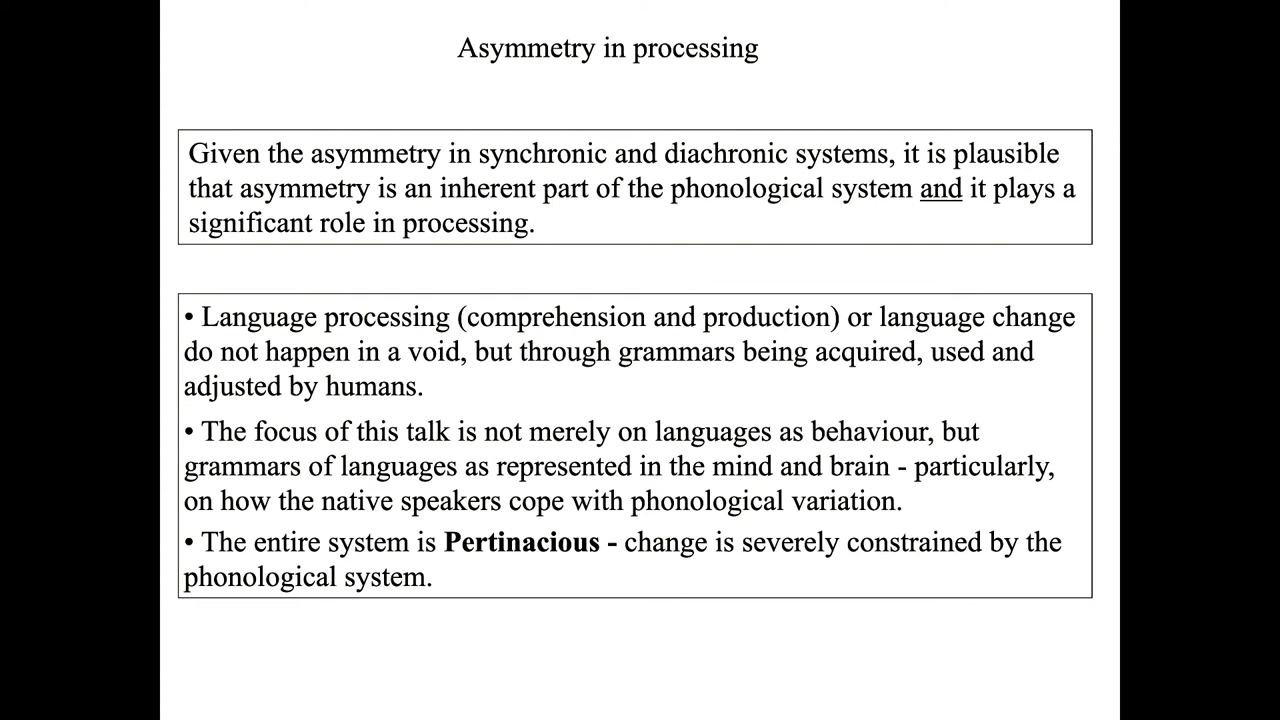 Asymmetry in processing
Given the asymmetry in synchronic and diachronic systems, it is plausible
that asymmetry is an inherent part of the phonological system and it plays a
significant role in processing.
• Language processing (comprehension and production) or language change
do not happen in a void, but through grammars being acquired, used and
adjusted by humans.
• The focus of this talk is not merely on languages as behaviour, but
grammars of languages as represented in the mind and brain - particularly,
on how the native speakers cope with phonological variation.
• The entire system is Pertinacious - change is severely constrained by the
phonological system.